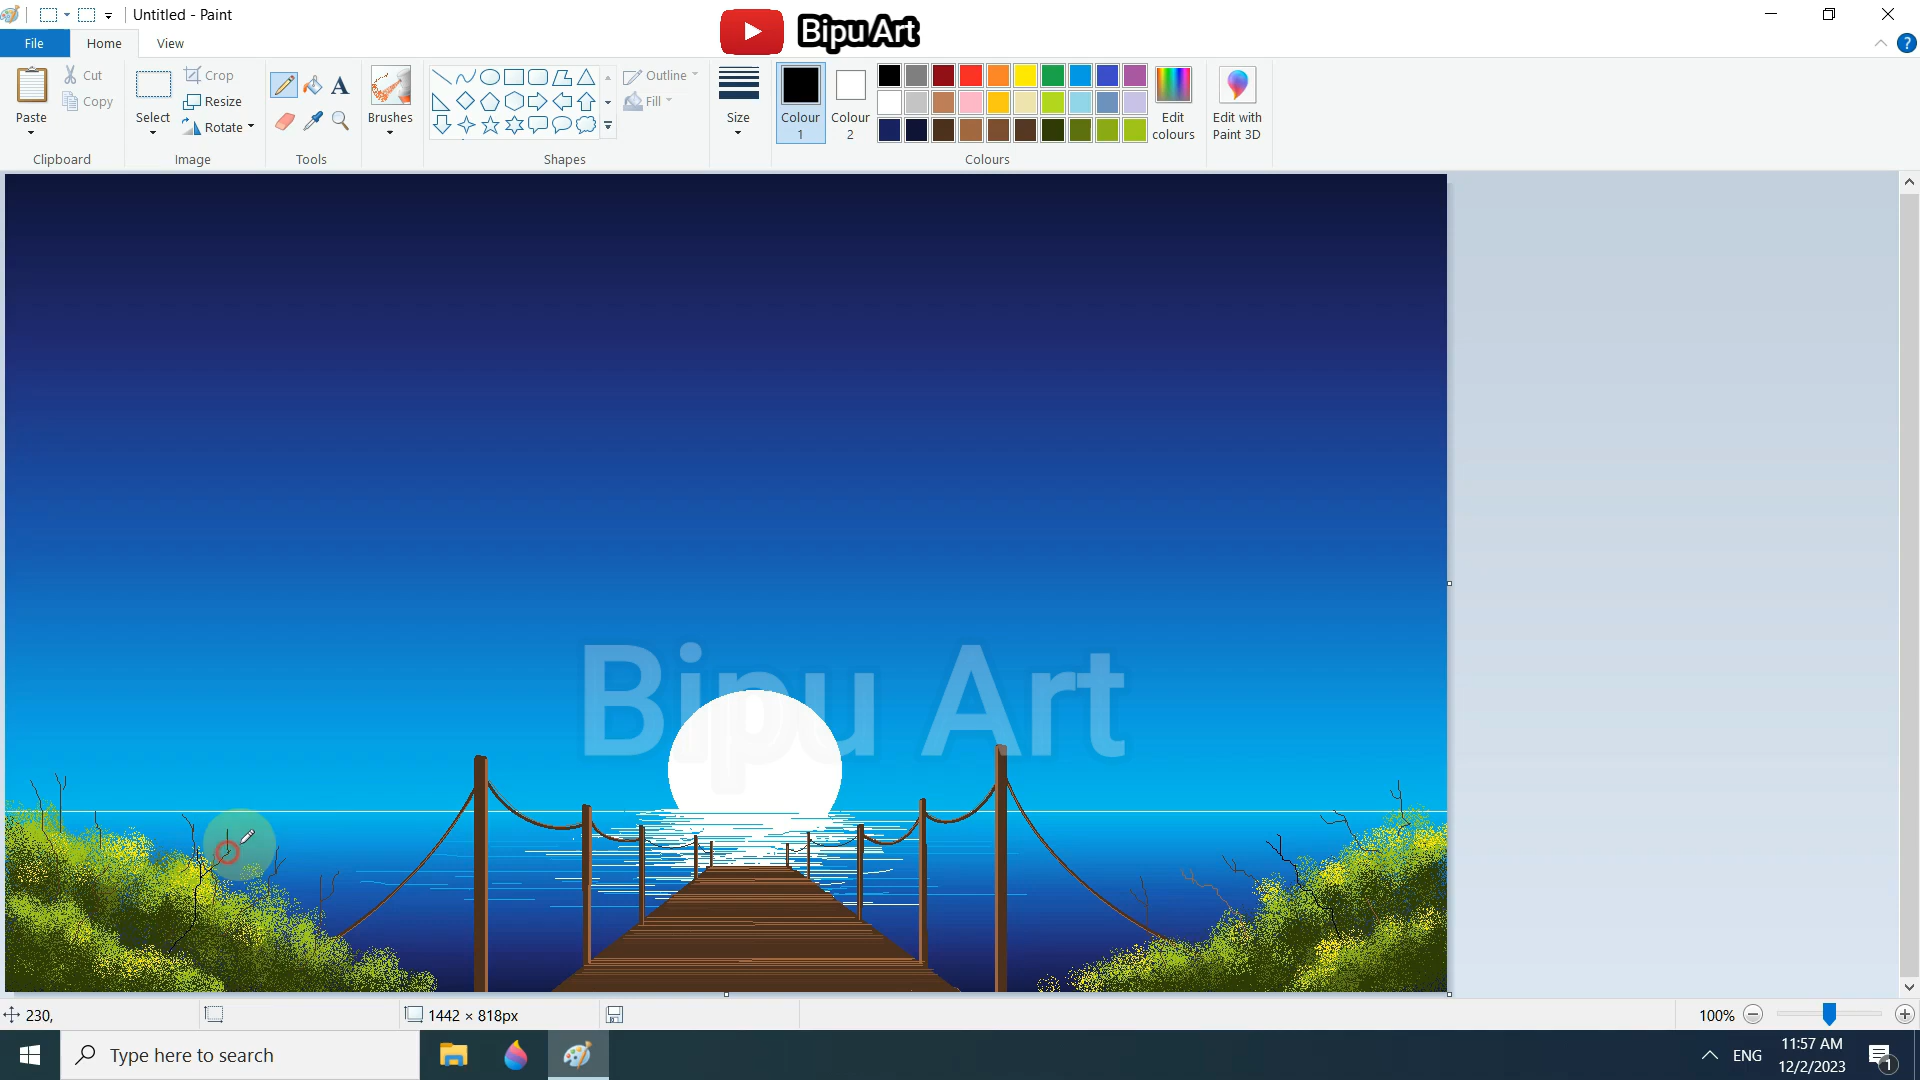 Untitled - Paint
Bipu Art
File
Home
View
Paste
Cut
Copy
Clipboard
Select
Crop
Resize
Rotate
Image
A
Tools
Brushes
Outline
Fill
Shapes
Size
Colour
1
Colour
2
Edit
colours
Edit with
Paint 3D
Colours
?
Bipu Art
230,
1442 × 818px
100%
Type here to search
ENG
11:57 AM
12/2/2023
1